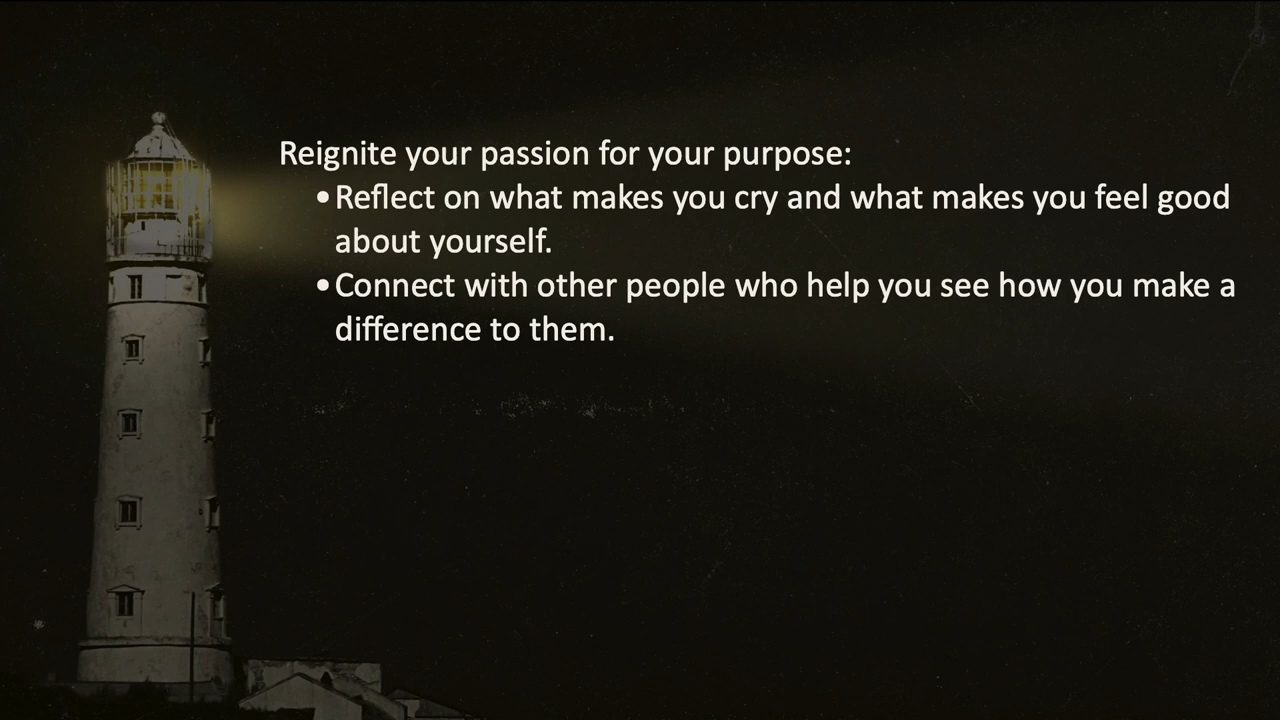 Reignite your passion for your purpose:
•Reflect on what makes you cry and what makes you feel good
about yourself.
•Connect with other people who help you see how you make a
difference to them.